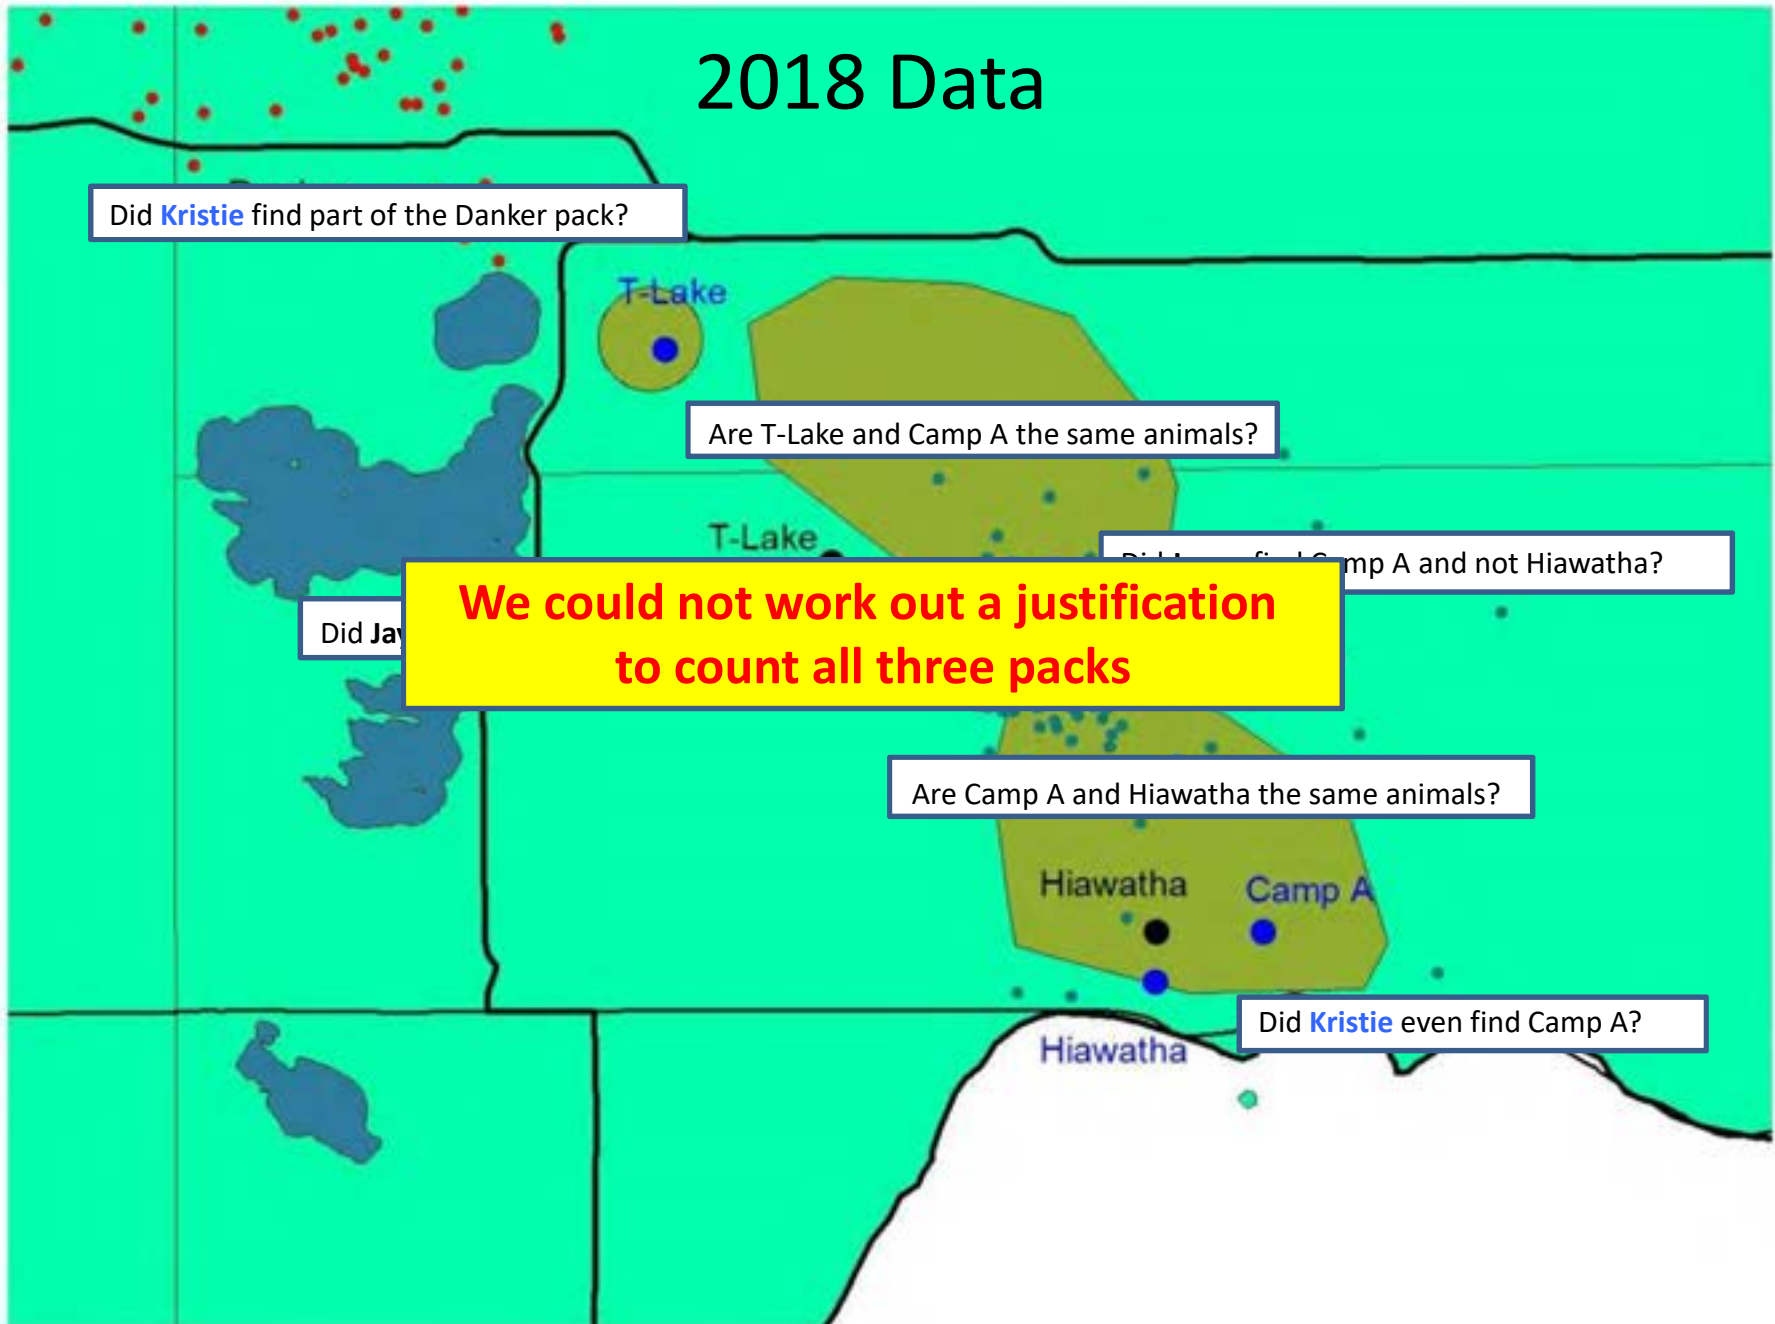 2018 Data
Did Kristie find part of the Danker pack?
T-Lake
Are T-Lake and Camp A the same animals?
T-Lake
mp A and not Hiawatha?
We could not work out a justification
to count all three packs
Did Jay
Are Camp A and Hiawatha the same animals?
Hiawatha
Camp A
Did Kristie even find Camp A?
Hiawatha